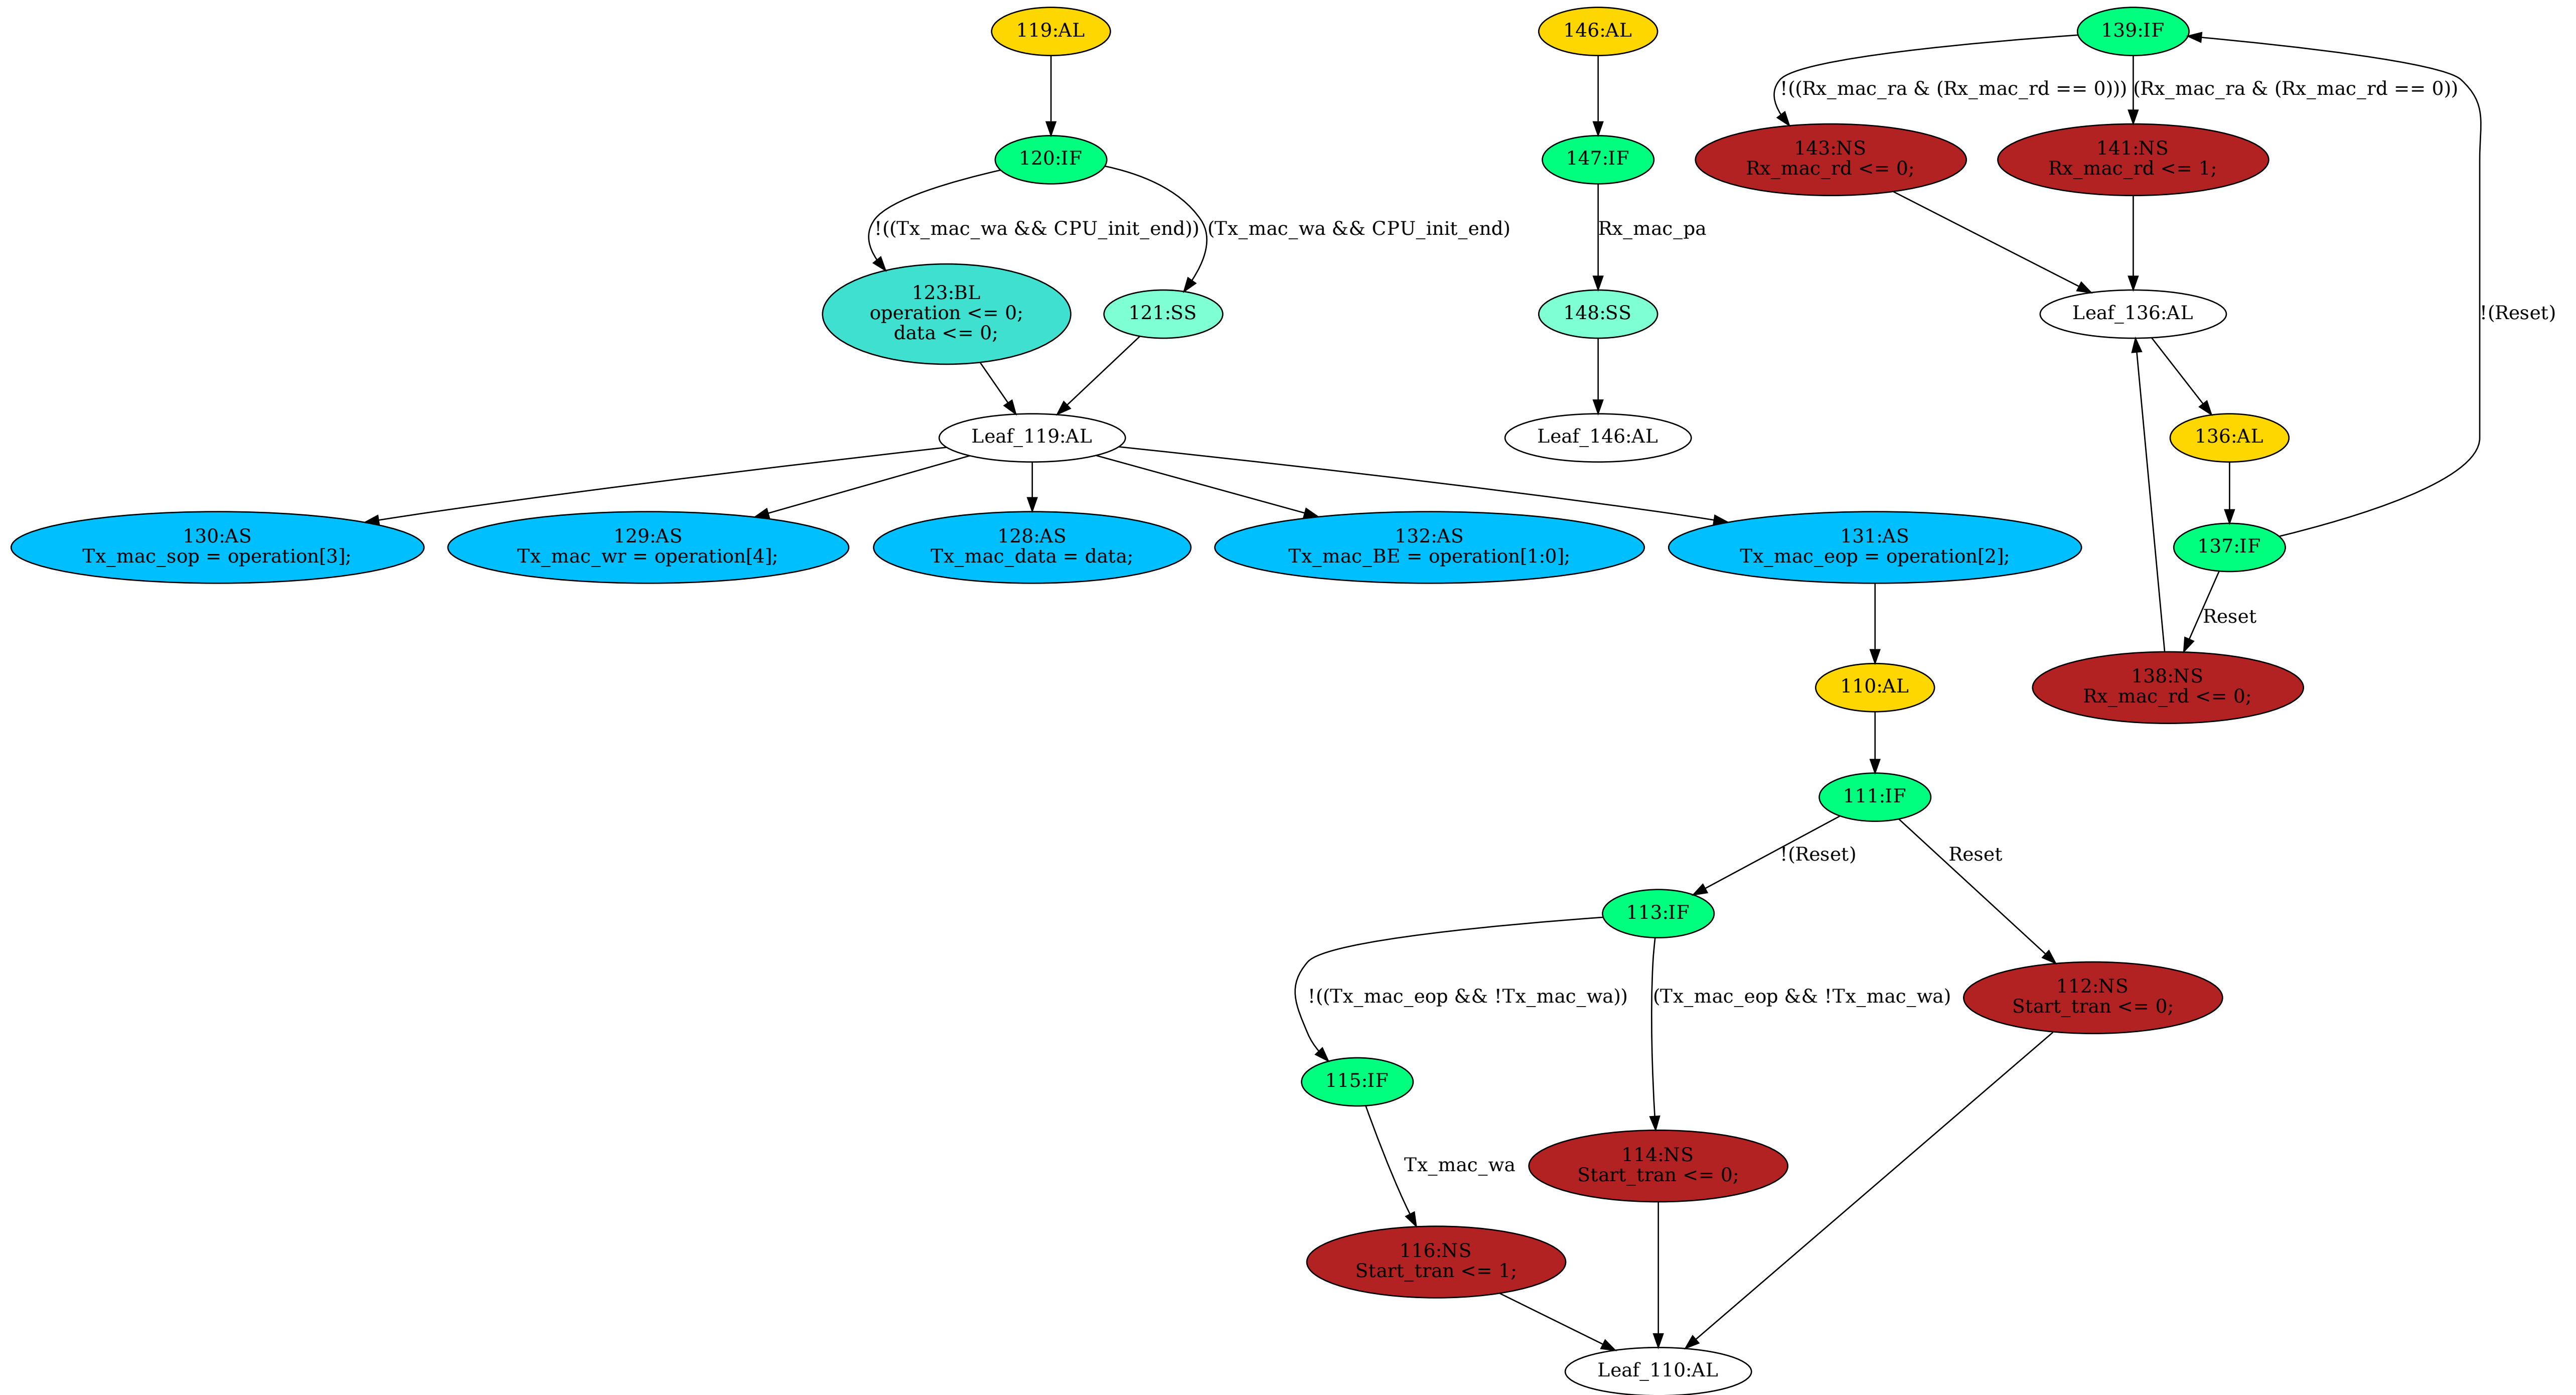 119:AL
146:AL
139:IF
!((Rx_mac_ra & (Rx_mac_rd == 0)))
(Rx_mac_ra & (Rx_mac_rd == 0))
120:IF
147:IF
143:NS
Rx_mac_rd <= 0;
141:NS
Rx_mac_rd <= 1;
!((Tx_mac_wa && CPU_init_end))
(Tx_mac_wa && CPU_init_end)
Rx_mac_pa
123:BL
operation <= 0;
data <= 0;
121:SS
148:SS
Leaf_136:AL
!(Reset)
Leaf_119:AL
Leaf_146:AL
136:AL
130:AS
Tx_mac_sop = operation[3];
129:AS
Tx_mac_wr = operation[4];
128:AS
Tx_mac_data = data;
132:AS
Tx_mac_BE = operation[1:0];
131:AS
Tx_mac_eop = operation[2];
137:IF
Reset
110:AL
138:NS
Rx_mac_rd <= 0;
111:IF
!(Reset)
Reset
113:IF
!((Tx_mac_eop && !Tx_mac_wa))
(Tx_mac_eop && !Tx_mac_wa)
112:NS
Start_tran <= 0;
115:IF
Tx_mac_wa
114:NS
Start_tran <= 0;
116:NS
Start_tran <= 1;
Leaf_110:AL